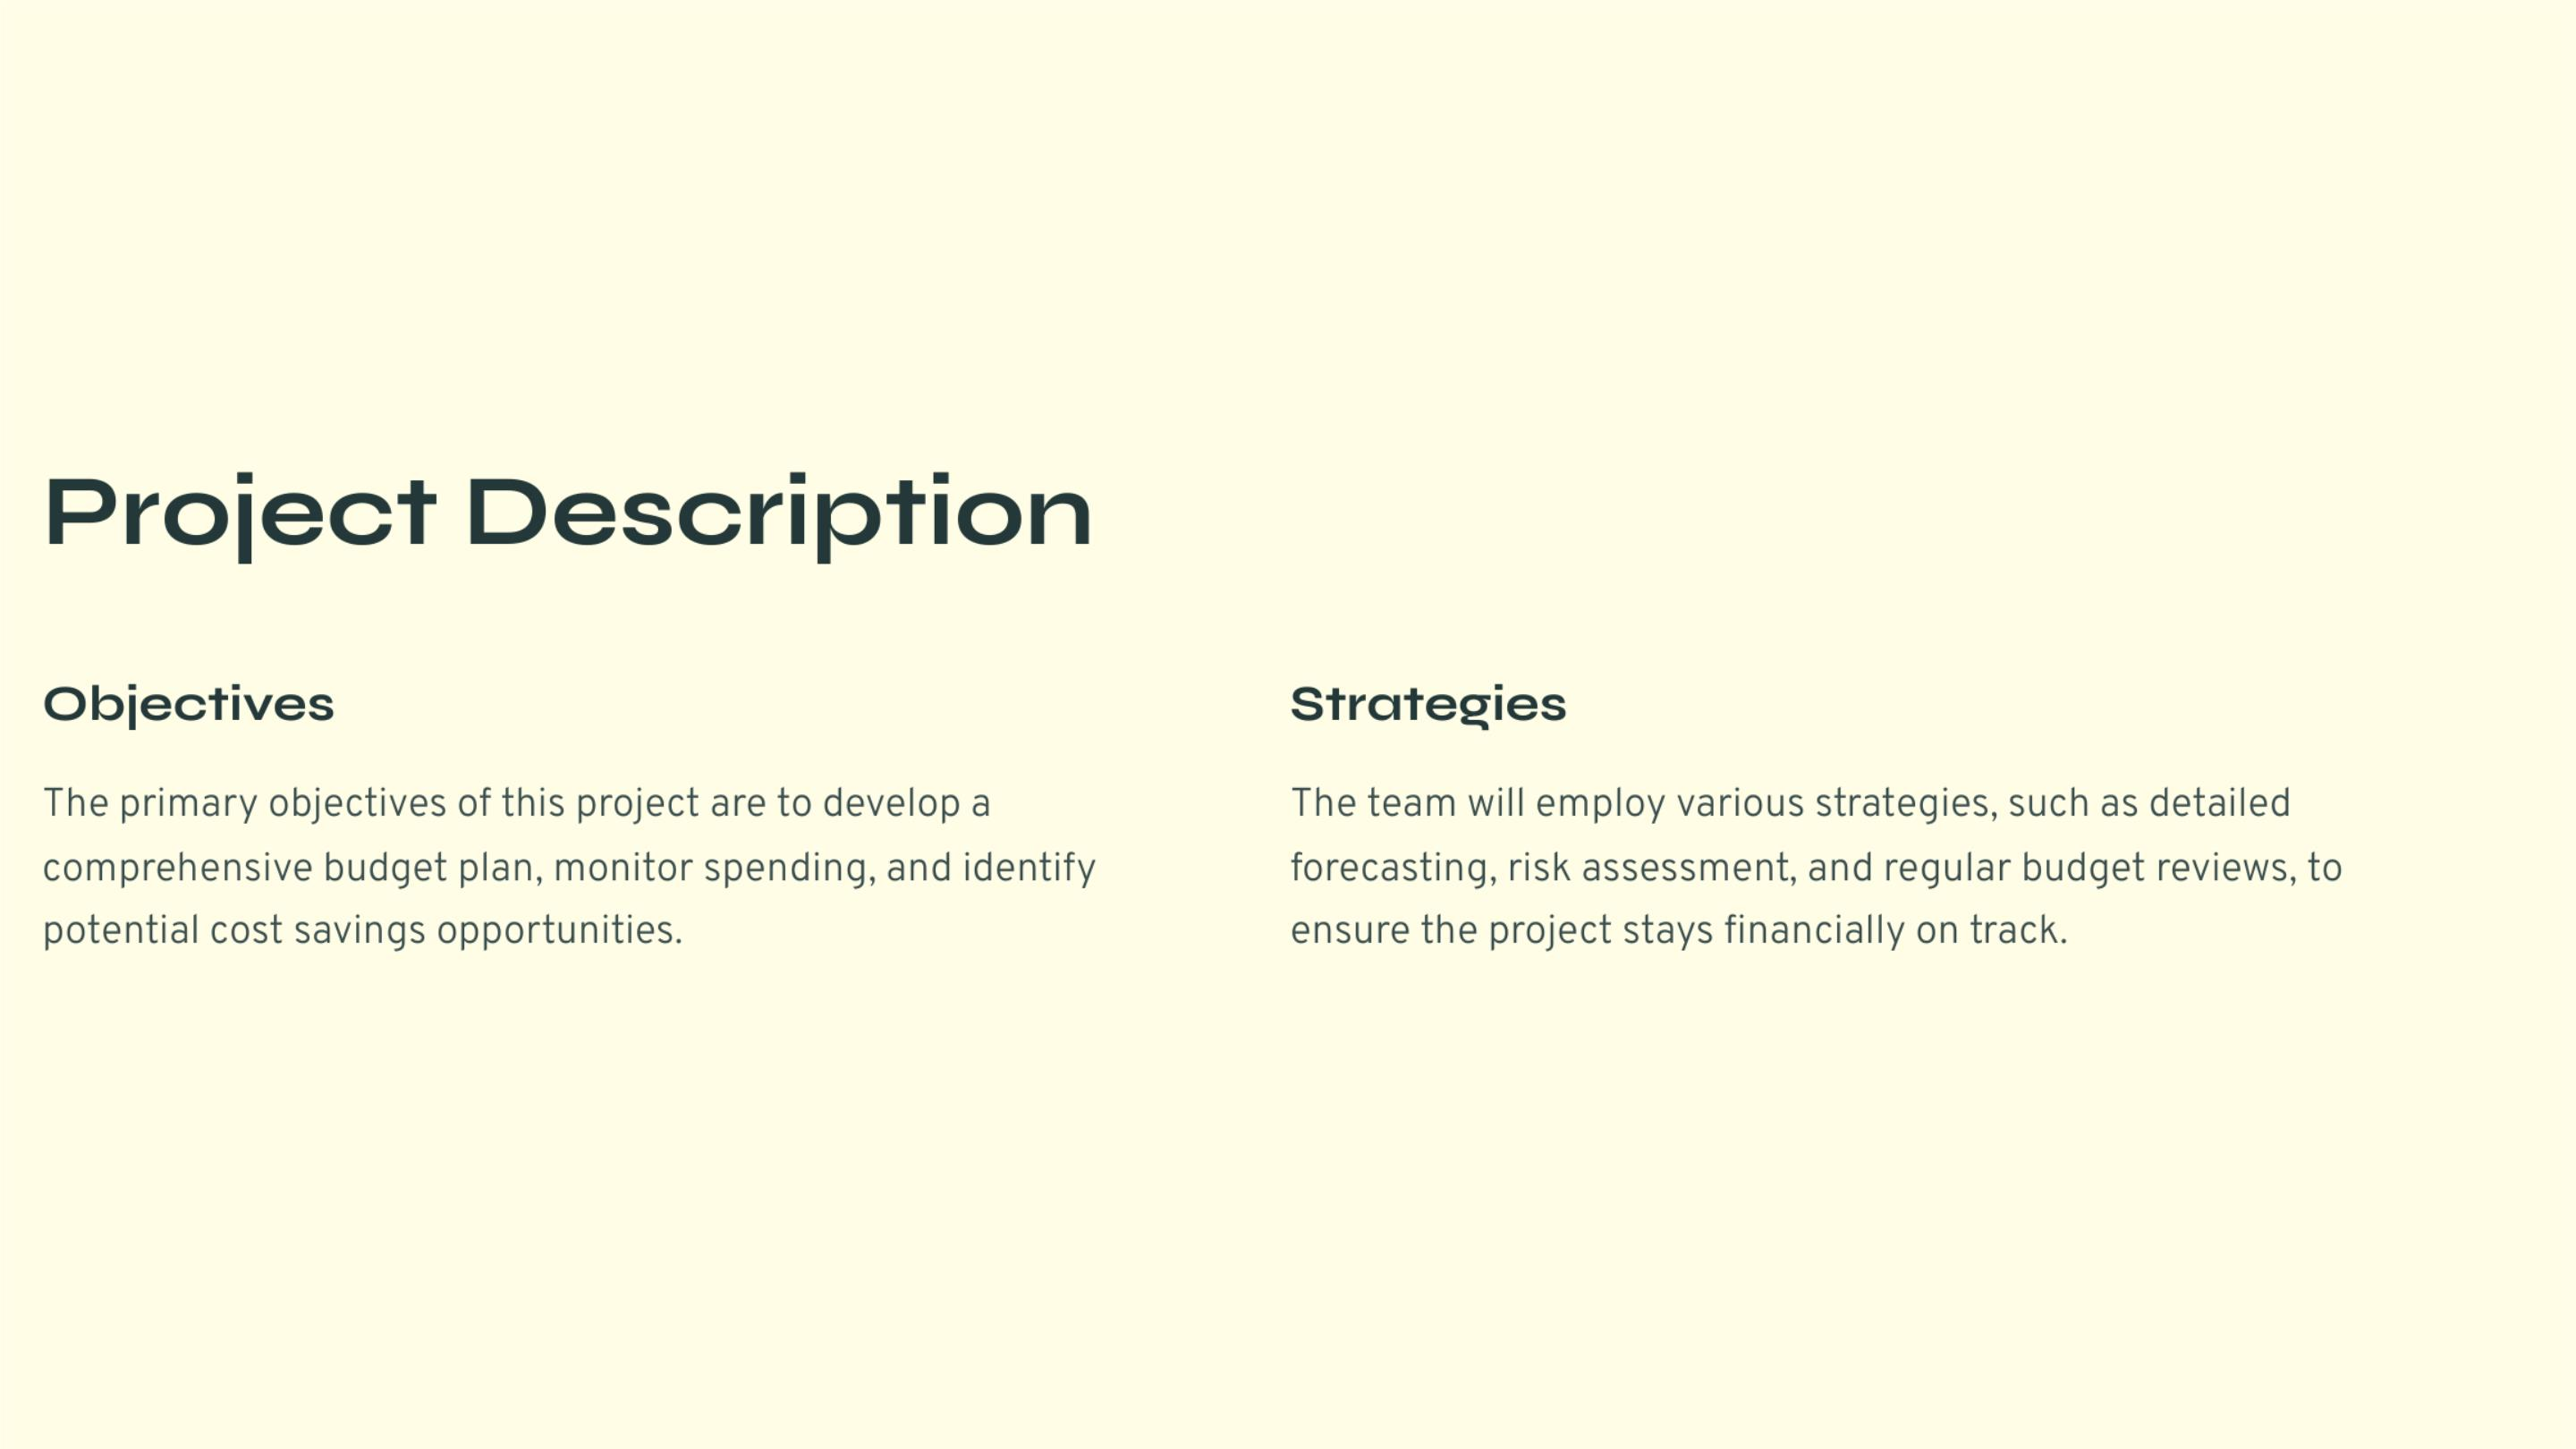 Project Description
Objectives
The primary objectives of this project are to develop a
comprehensive budget plan, monitor spending, and identify
potential cost savings opportunities.
Strategies
The team will employ various strategies, such as detailed
forecasting, risk assessment, and regular budget reviews, to
ensure the project stays financially on track.